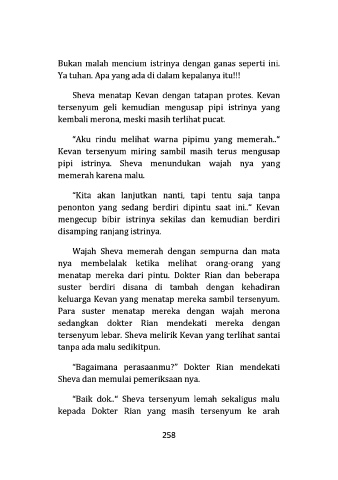 Bukan malah mencium istrinya dengan ganas seperti ini.
Ya tuhan. Apa yang ada di dalam kepalanya itu!!!
Sheva menatap Kevan dengan tatapan protes. Kevan
tersenyum geli kemudian mengusap pipi istrinya yang
kembali merona, meski masih terlihat pucat.
"Aku rindu melihat warna pipimu yang memerah.."
Kevan tersenyum miring sambil masih terus mengusap
pipi istrinya. Sheva menundukan wajah nya yang
memerah karena malu.
"Kita akan lanjutkan nanti, tapi tentu saja tanpa
penonton yang sedang berdiri dipintu saat ini.." Kevan
mengecup bibir istrinya sekilas dan kemudian berdiri
disamping ranjang istrinya.
Wajah Sheva memerah dengan sempurna dan mata
nya membelalak ketika melihat orang-orang yang
menatap mereka dari pintu. Dokter Rian dan beberapa
suster berdiri disana di tambah dengan kehadiran
keluarga Kevan yang menatap mereka sambil tersenyum.
Para suster menatap mereka dengan wajah merona
sedangkan dokter Rian mendekati mereka dengan
tersenyum lebar. Sheva melirik Kevan yang terlihat santai
tanpa ada malu sedikitpun.
"Bagaimana perasaanmu?" Dokter Rian mendekati
Sheva dan memulai pemeriksaan nya.
"Baik dok.." Sheva tersenyum lemah sekaligus malu
kepada Dokter Rian yang masih tersenyum ke arah
258